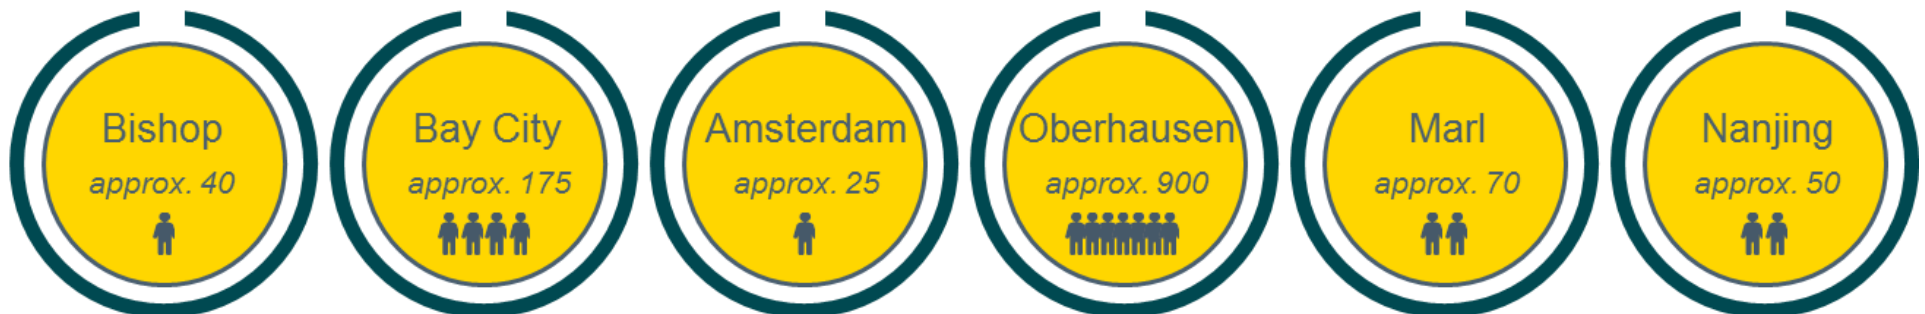 Bishop
approx. 40
Bay City
approx. 175
Amsterdam
approx. 25
Oberhausen
approx. 900
Marl
approx. 70
Nanjing
approx. 50